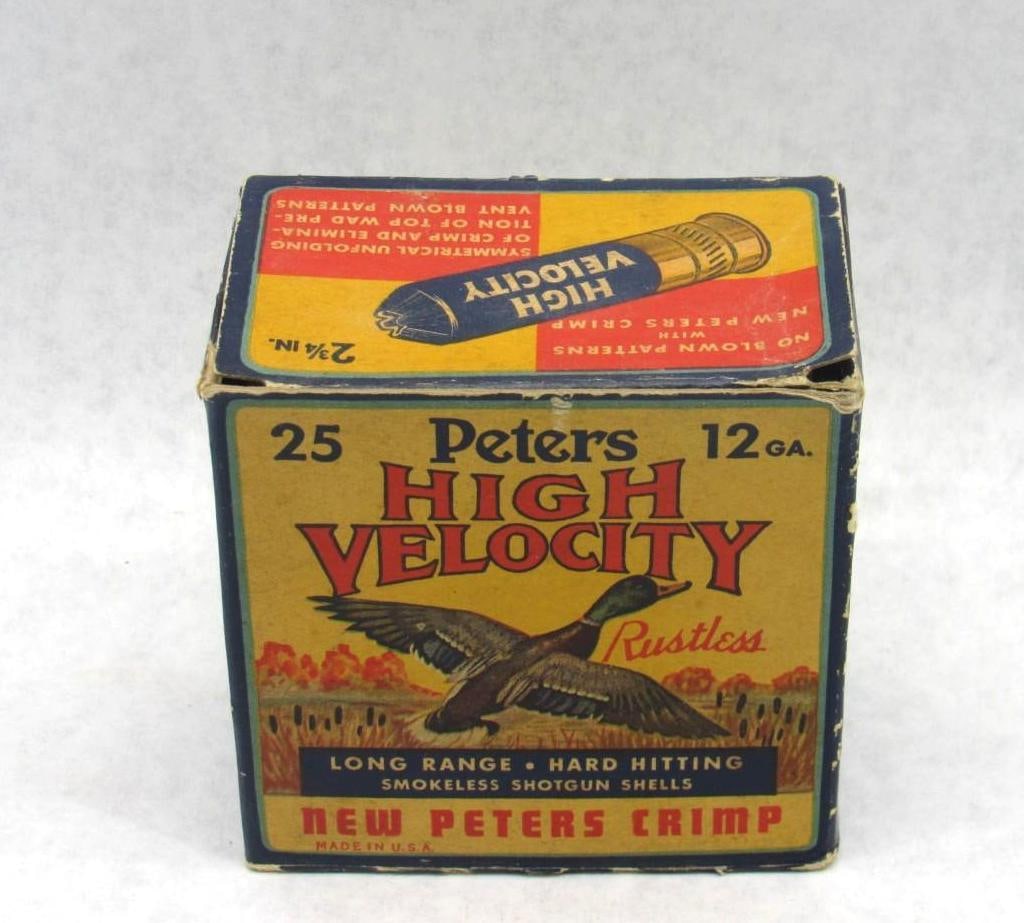 SYMMETRICAL UNFOLDING
OF CRIMP AND ELIMINA-
TION OF TOP WAD PRE-
VENT BLOWN PATTERNS
HIGH
VELOCITY
2 3/4 IN.
NO BLOWN PATTERNS
WITH
NEW PETERS CRIMP
25 Peters 12 GA.
HIGH
VELOCITY
Rustless
LONG RANGE • HARD HITTING
SMOKELESS SHOTGUN SHELLS
NEW PETERS CRIMP
MADE IN U.S.A.